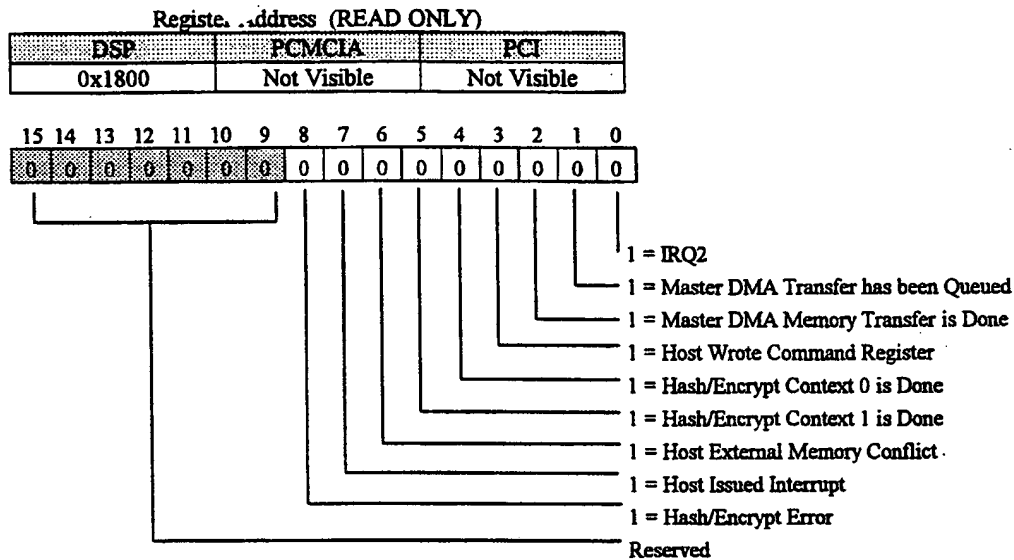 (READ ONLY)
DSP PCMCIA PCI
0x1800 Not Visible Not Visible
15 14 13 12 11 10 9 8 7 6 5 4 3 2 1 0
0 0 0 0 0 0 0 0 0 0 0 0 0 0 0 0
1 = IRQ2
1 = Master DMA Transfer has been Queued
1 = Master DMA Memory Transfer is Done
1 = Host Wrote Command Register
1 = Hash/Encrypt Context 0 is Done
1 = Hash/Encrypt Context 1 is Done
1 = Host External Memory Conflict
1 = Host Issued Interrupt
1 = Hash/Encrypt Error
Reserved